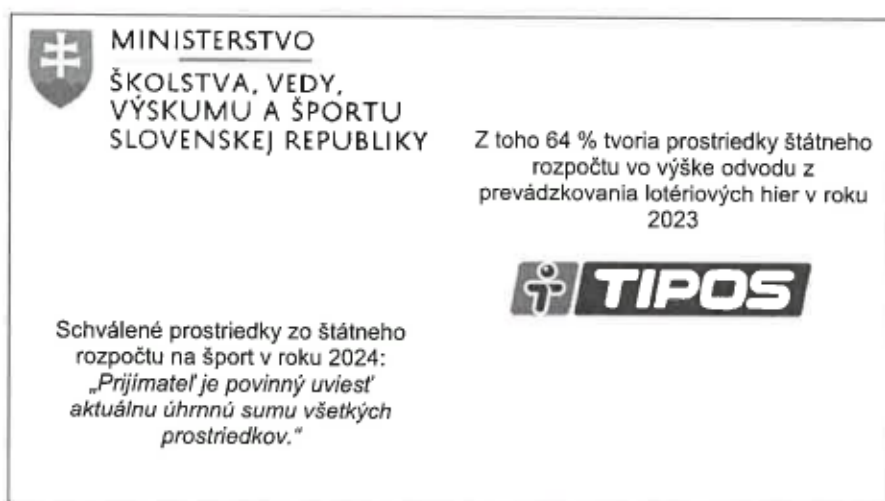 MINISTERSTVO
ŠKOLSTVA, VEDY,
VÝSKUMU A ŠPORTU
SLOVENSKEJ REPUBLIKY
Z toho 64 % tvoria prostriedky štátneho
rozpočtu vo výške odvodu z
prevádzkovania lotériových hier v roku
2023
TIPOS
Schválené prostriedky zo štátneho
rozpočtu na šport v roku 2024:
„Prijímateľ je povinný uviesť
aktuálnu úhrnnú sumu všetkých
prostriedkov.“